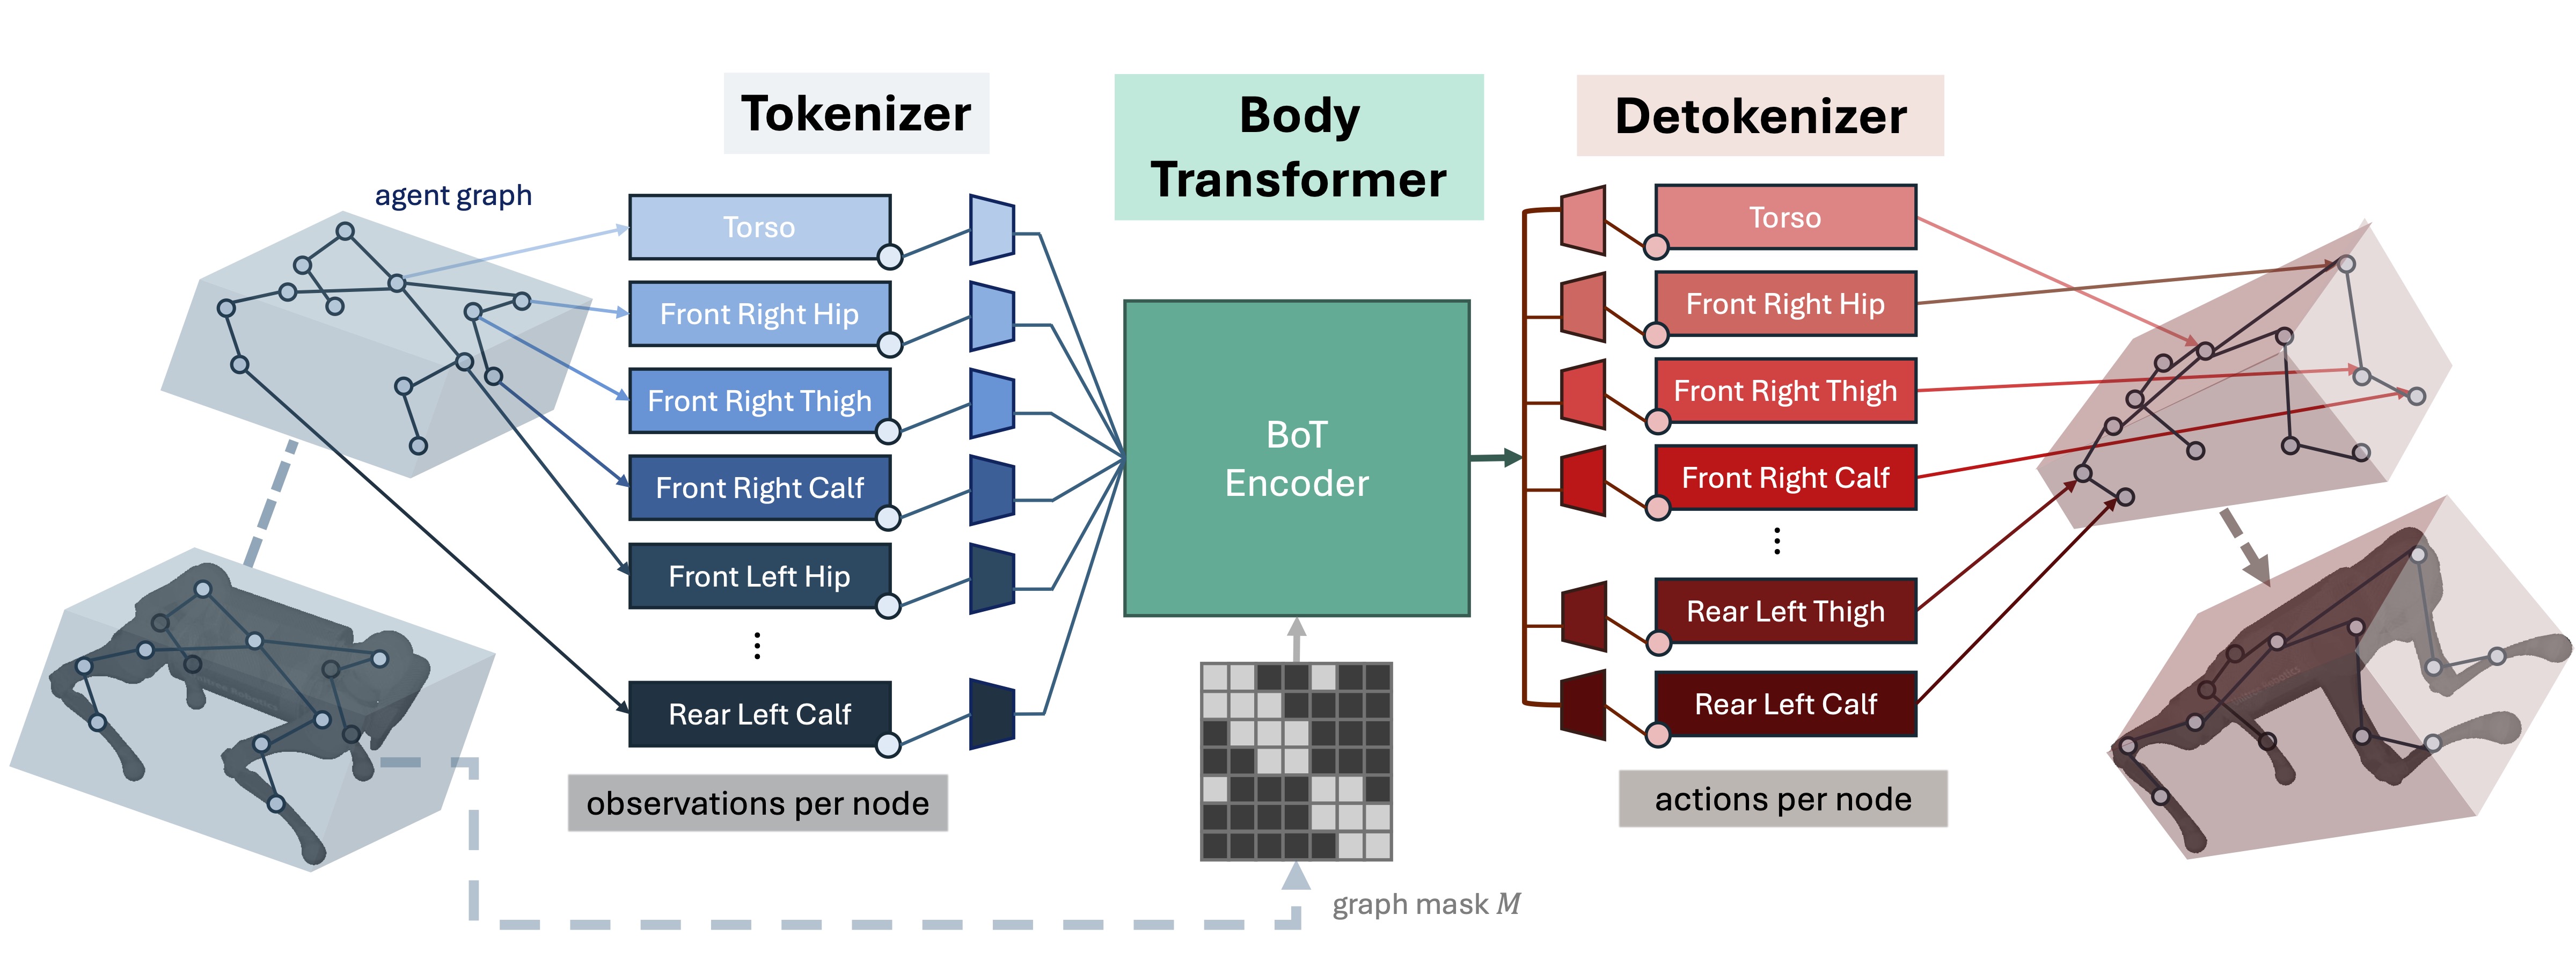 Tokenizer
Body
Transformer
Detokenizer
agent graph
Torso
Front Right Hip
Front Right Thigh
Front Right Calf
Front Left Hip
⋮
Rear Left Calf
observations per node
BoT
Encoder
graph mask M
Torso
Front Right Hip
Front Right Thigh
Front Right Calf
⋮
Rear Left Thigh
Rear Left Calf
actions per node